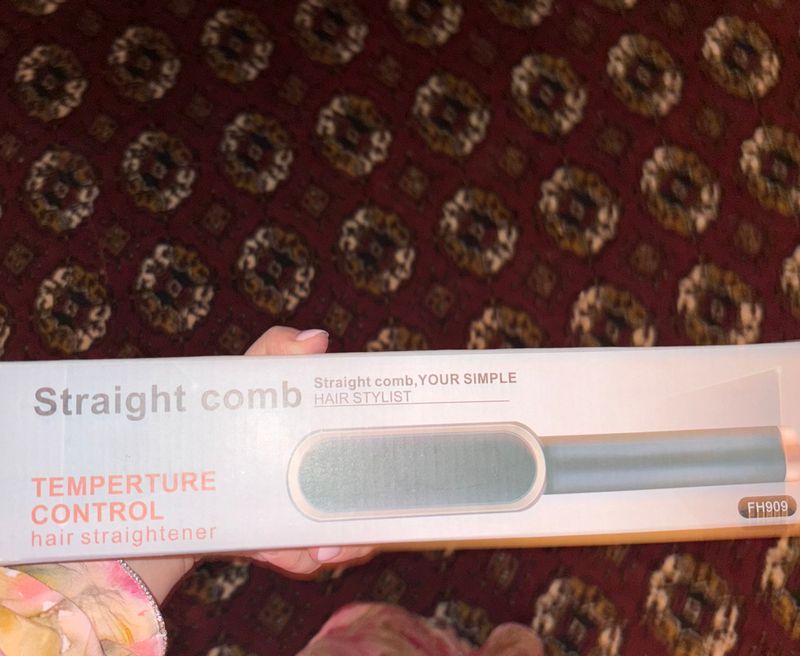 Straight comb
Straight comb,YOUR SIMPLE
HAIR STYLIST
TEMPERTURE
CONTROL
hair straightener
FH909